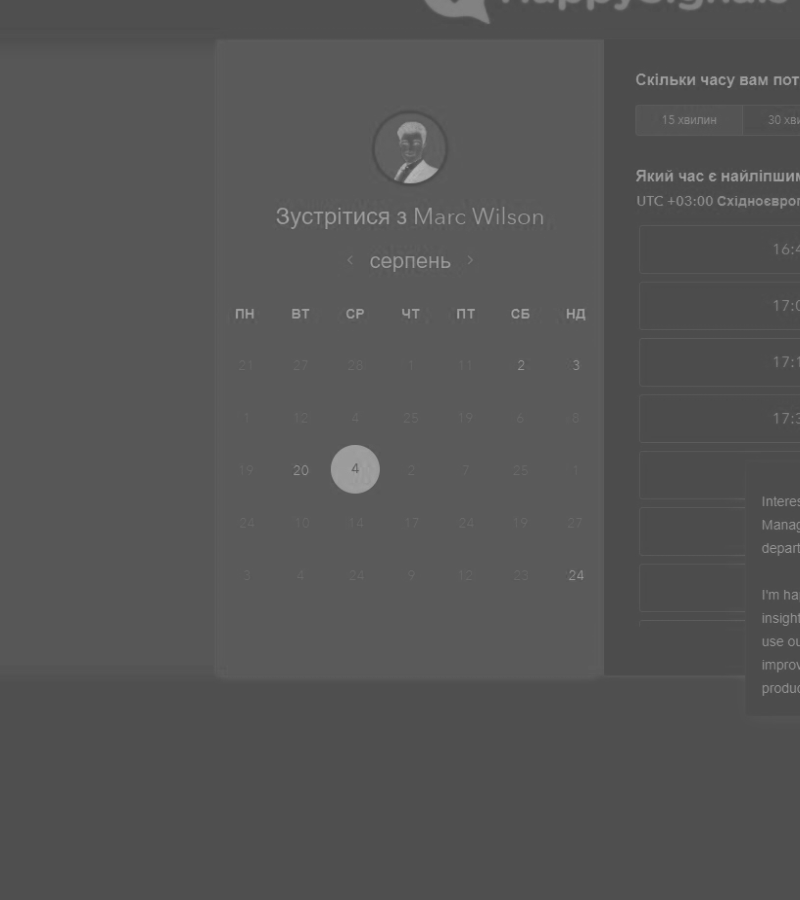 HappySignals
Зустрітися з Marc Wilson
серпень
ПН ВТ СР ЧТ ПТ СБ НД
21 27 28 1 11 2 3
1 12 4 25 19 6 8
19 20 4 2 7 25 1
24 10 14 17 24 19 27
3 4 24 9 12 23 24
Скільки часу вам пот
15 хвилин 30 хви
Який час є найліпшим
UTC +03:00 Східноєвроп
16:4
17:0
17:1
17:3
Interes
Manag
depart
I'm ha
insight
use ou
improv
produc